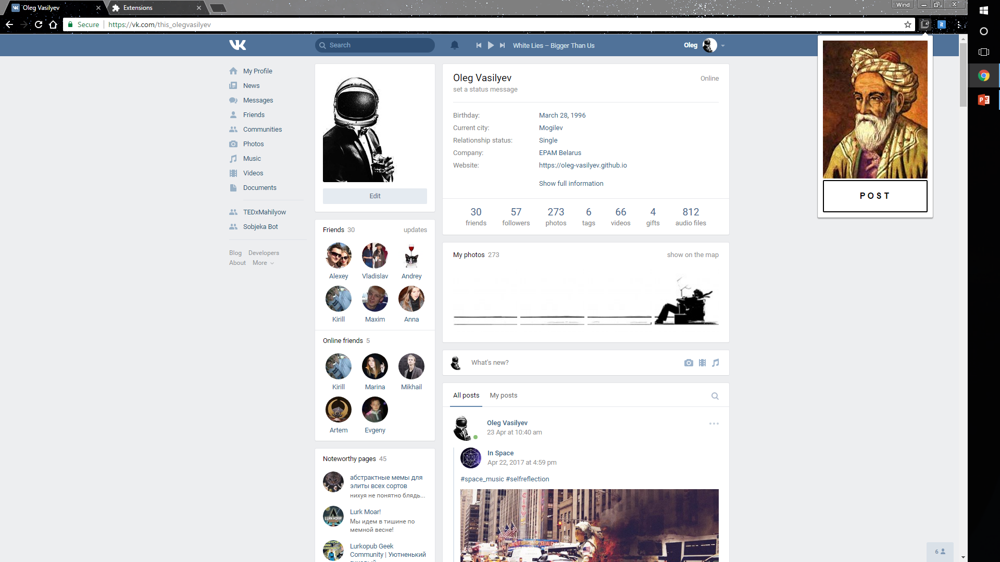 Oleg Vasilyev
Extensions
Wind
Secure
https://vk.com/this_olegvasilyev
Search
White Lies – Bigger Than Us
Oleg
My Profile
News
Messages
Friends
Communities
Photos
Music
Videos
Documents
TEDxMahilyow
Sobjeka Bot
Blog Developers
About More
Edit
Friends 30 updates
Alexey Vladislav Andrey
Kirill Maxim Anna
Online friends 5
Kirill Marina Mikhail
Artem Evgeny
Noteworthy pages 45
абстрактные мемы для
элиты всех сортов
нихуя не понятно блядь...
Lurk Moar!
Мы идем в тишине по
мемной весне!
Lurkopub Geek
Community | Уютненький
Oleg Vasilyev
Online
set a status message
Birthday: March 28, 1996
Current city: Mogilev
Relationship status: Single
Company: EPAM Belarus
Website: https://oleg-vasilyev.github.io
Show full information
30 57 273 6 66 4 812
friends followers photos tags videos gifts audio files
My photos 273 show on the map
What's new?
All posts My posts
Oleg Vasilyev
23 Apr at 10:40 am
In Space
Apr 22, 2017 at 4:59 pm
#space_music #selfreflection
POST
6